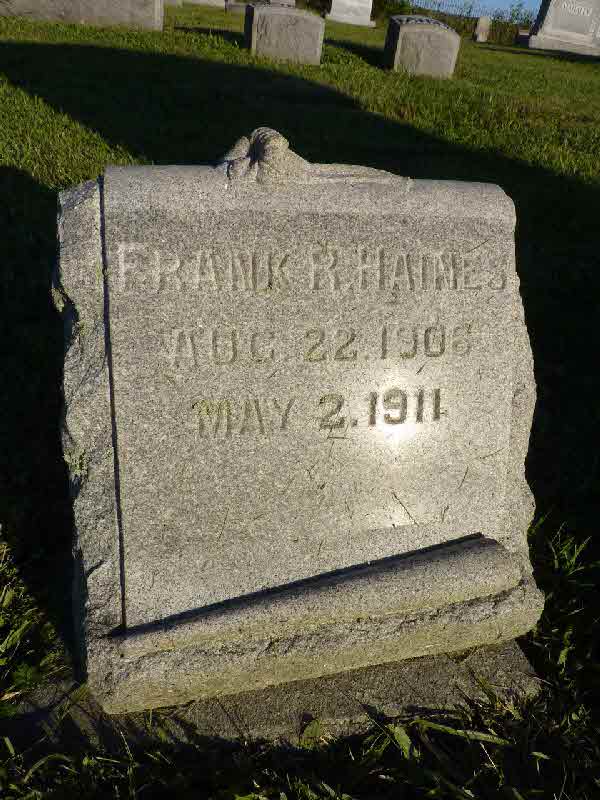 FRANK R. HAINES
AUG. 22. 1906
MAY 2. 1911